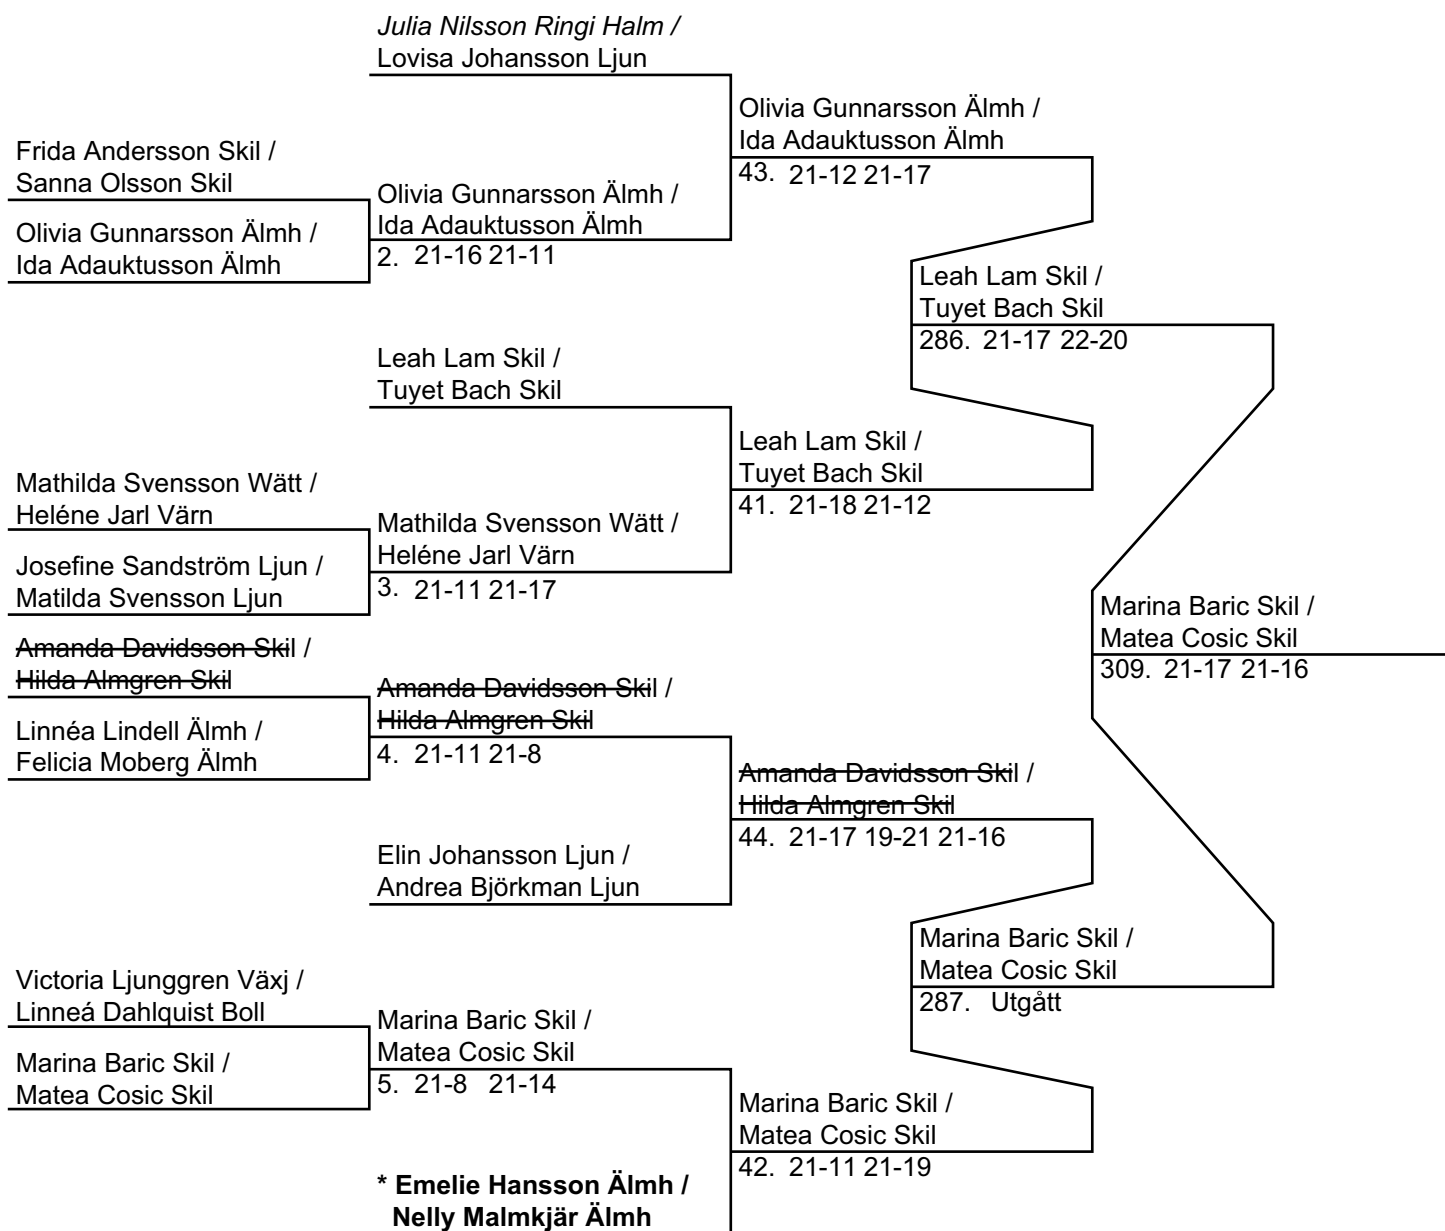 Julia Nilsson Ringi Halm /
Lovisa Johansson Ljun
Olivia Gunnarsson Älmh /
Ida Adauktusson Älmh
43. 21-12 21-17
Frida Andersson Skil /
Sanna Olsson Skil
Olivia Gunnarsson Älmh /
Ida Adauktusson Älmh
2. 21-16 21-11
Olivia Gunnarsson Älmh /
Ida Adauktusson Älmh
Leah Lam Skil /
Tuyet Bach Skil
286. 21-17 22-20
Leah Lam Skil /
Tuyet Bach Skil
Leah Lam Skil /
Tuyet Bach Skil
41. 21-18 21-12
Mathilda Svensson Wätt /
Heléne Jarl Värn
Mathilda Svensson Wätt /
Heléne Jarl Värn
3. 21-11 21-17
Josefine Sandström Ljun /
Matilda Svensson Ljun
Marina Baric Skil /
Matea Cosic Skil
309. 21-17 21-16
Amanda Davidsson Skil /
Hilda Almgren Skil
Amanda Davidsson Skil /
Hilda Almgren Skil
4. 21-11 21-8
Linnéa Lindell Älmh /
Felicia Moberg Älmh
Amanda Davidsson Skil /
Hilda Almgren Skil
44. 21-17 19-21 21-16
Elin Johansson Ljun /
Andrea Björkman Ljun
Marina Baric Skil /
Matea Cosic Skil
287. Utgått
Victoria Ljunggren Växj /
Linneá Dahlquist Boll
Marina Baric Skil /
Matea Cosic Skil
5. 21-8 21-14
Marina Baric Skil /
Matea Cosic Skil
Marina Baric Skil /
Matea Cosic Skil
42. 21-11 21-19
* Emelie Hansson Älmh /
Nelly Malmkjär Älmh